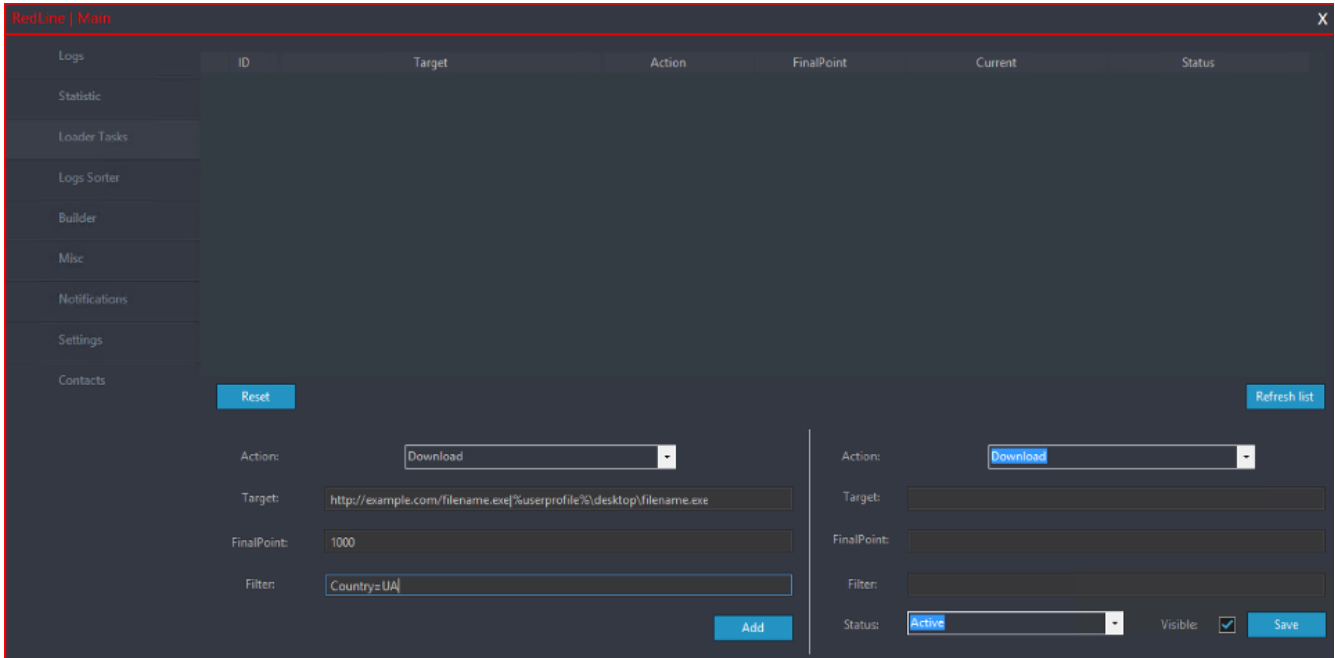 RedLine | Main X
Logs
Statistic
Loader Tasks
Logs Sorter
Builder
Misc
Notifications
Settings
Contacts
ID Target Action FinalPoint Current Status
Reset Refresh list
Action: Download
Target: http://example.com/filename.exe|%userprofile%\desktop\filename.exe
FinalPoint: 1000
Filter: Country=UA
Add
Action: Download
Target:
FinalPoint:
Filter:
Status: Active Visible: Save